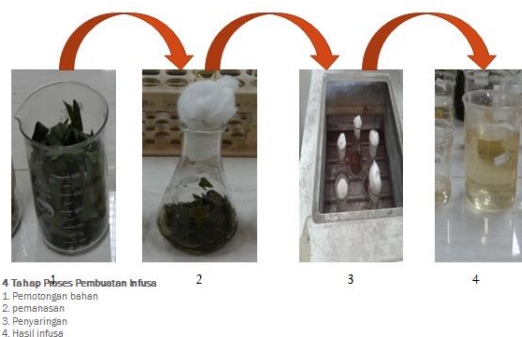 1 2 3 4
4 Tahap Proses Pembuatan Infusa
1. Pemotongan bahan
2. pemanasan
3. Penyaringan
4. Hasil infusa